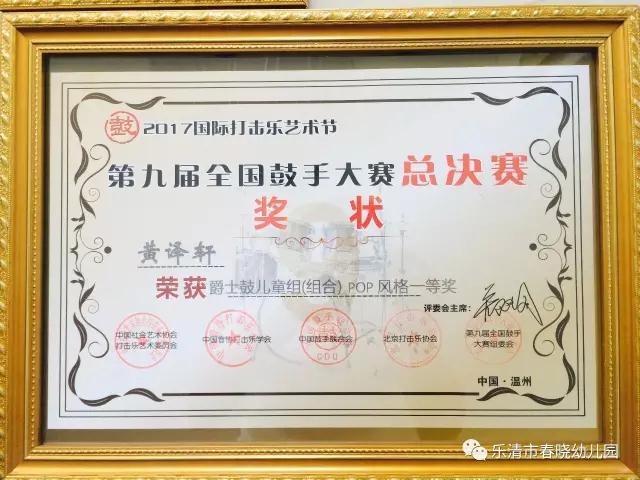 鼓 2017国际打击乐艺术节
第九届全国鼓手大赛 总决赛
奖 状
黄译轩
荣获 爵士鼓儿童组(组合) POP 风格一等奖
评委会主席:
中国社会艺术协会
打击乐艺术委员会
中国音协打击乐学会
中国鼓手联合会
CDU
北京打击乐协会
第九届全国鼓手
大赛组委会
中国·温州
乐清市春晓幼儿园